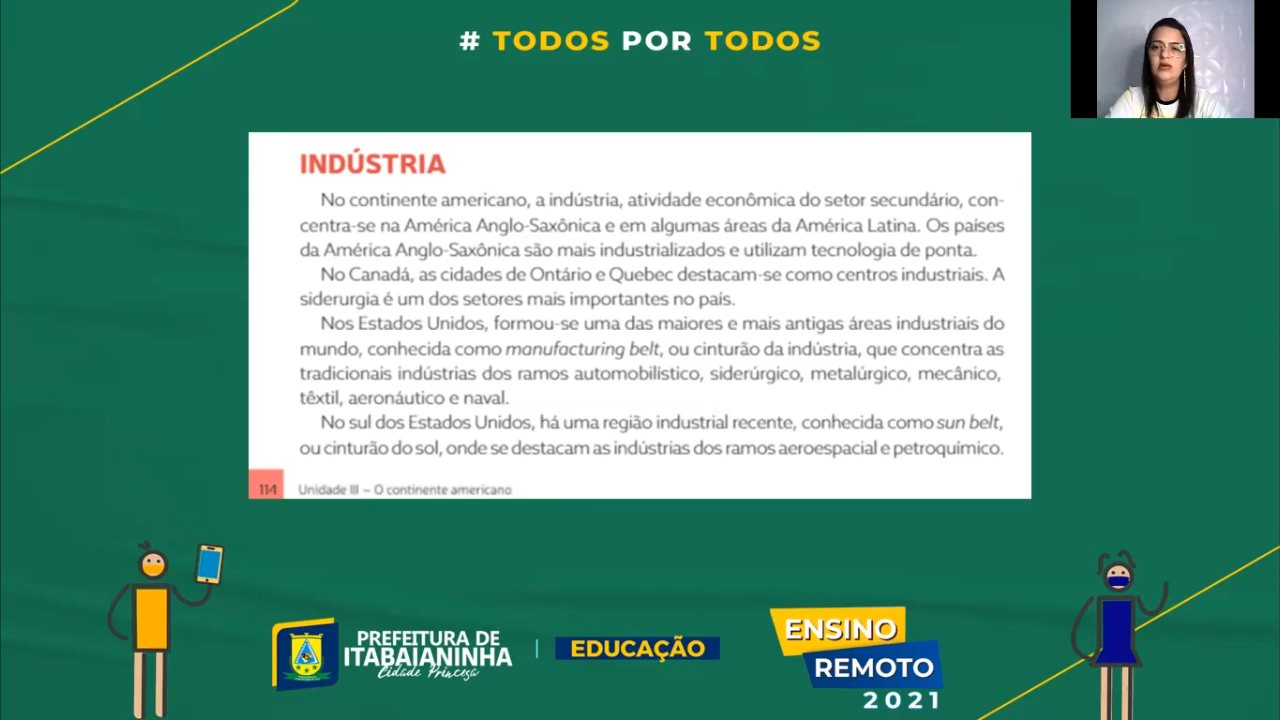 # TODOS POR TODOS
INDÚSTRIA
No continente americano, a indústria, atividade econômica do setor secundário, con-
centra-se na América Anglo-Saxônica e em algumas áreas da América Latina. Os países
da América Anglo-Saxônica são mais industrializados e utilizam tecnologia de ponta.
No Canadá, as cidades de Ontário e Quebec destacam-se como centros industriais. A
siderurgia é um dos setores mais importantes no país.
Nos Estados Unidos, formou-se uma das maiores e mais antigas áreas industriais do
mundo, conhecida como manufacturing belt, ou cinturão da indústria, que concentra as
tradicionais indústrias dos ramos automobilístico, siderúrgico, metalúrgico, mecânico,
têxtil, aeronáutico e naval.
No sul dos Estados Unidos, há uma região industrial recente, conhecida como sun belt,
ou cinturão do sol, onde se destacam as indústrias dos ramos aeroespacial e petroquímico.
114 Unidade III – O continente americano
PREFEITURA DE
ITABAIANINHA
Cidade Princesa
EDUCAÇÃO
ENSINO
REMOTO
2021